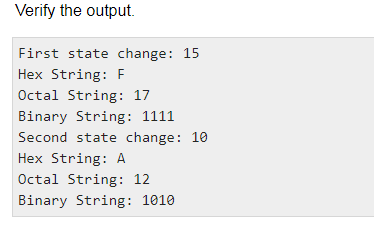 Verify the output.
First state change: 15
Hex String: F
Octal String: 17
Binary String: 1111
Second state change: 10
Hex String: A
Octal String: 12
Binary String: 1010